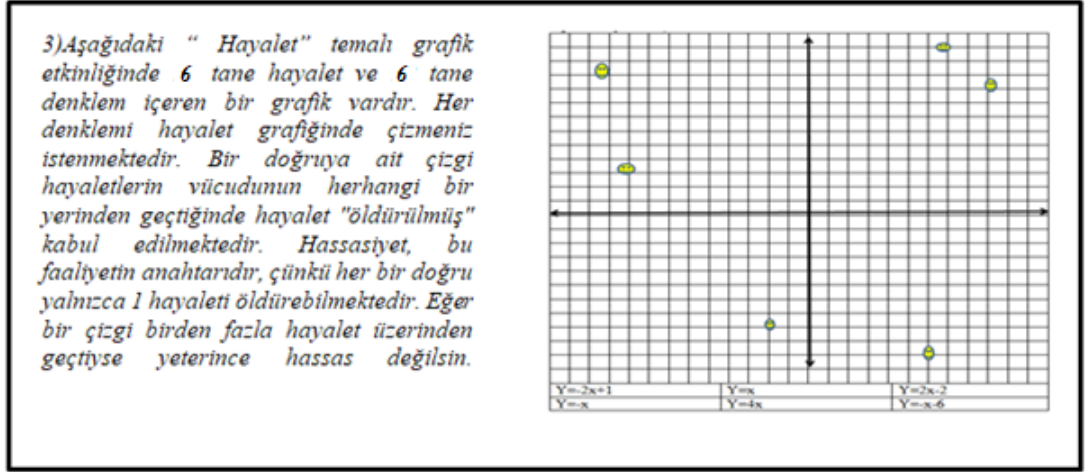 3)Aşağıdaki “ Hayalet” temalı grafik
etkinliğinde 6 tane hayalet ve 6 tane
denklem içeren bir grafik vardır. Her
denklemi hayalet grafiğinde çizmeniz
istenmektedir. Bir doğruya ait çizgi
hayaletlerin vücudunun herhangi bir
yerinden geçtiğinde hayalet "öldürülmüş"
kabul edilmektedir. Hassasiyet, bu
faaliyetin anahtarıdır, çünkü her bir doğru
yalnızca 1 hayaleti öldürebilmektedir. Eğer
bir çizgi birden fazla hayalet üzerinden
geçtiyse yeterince hassas değilsin.
Y=-2x+1 Y=x Y=2x-2
Y=-x Y=4x Y=-x-6